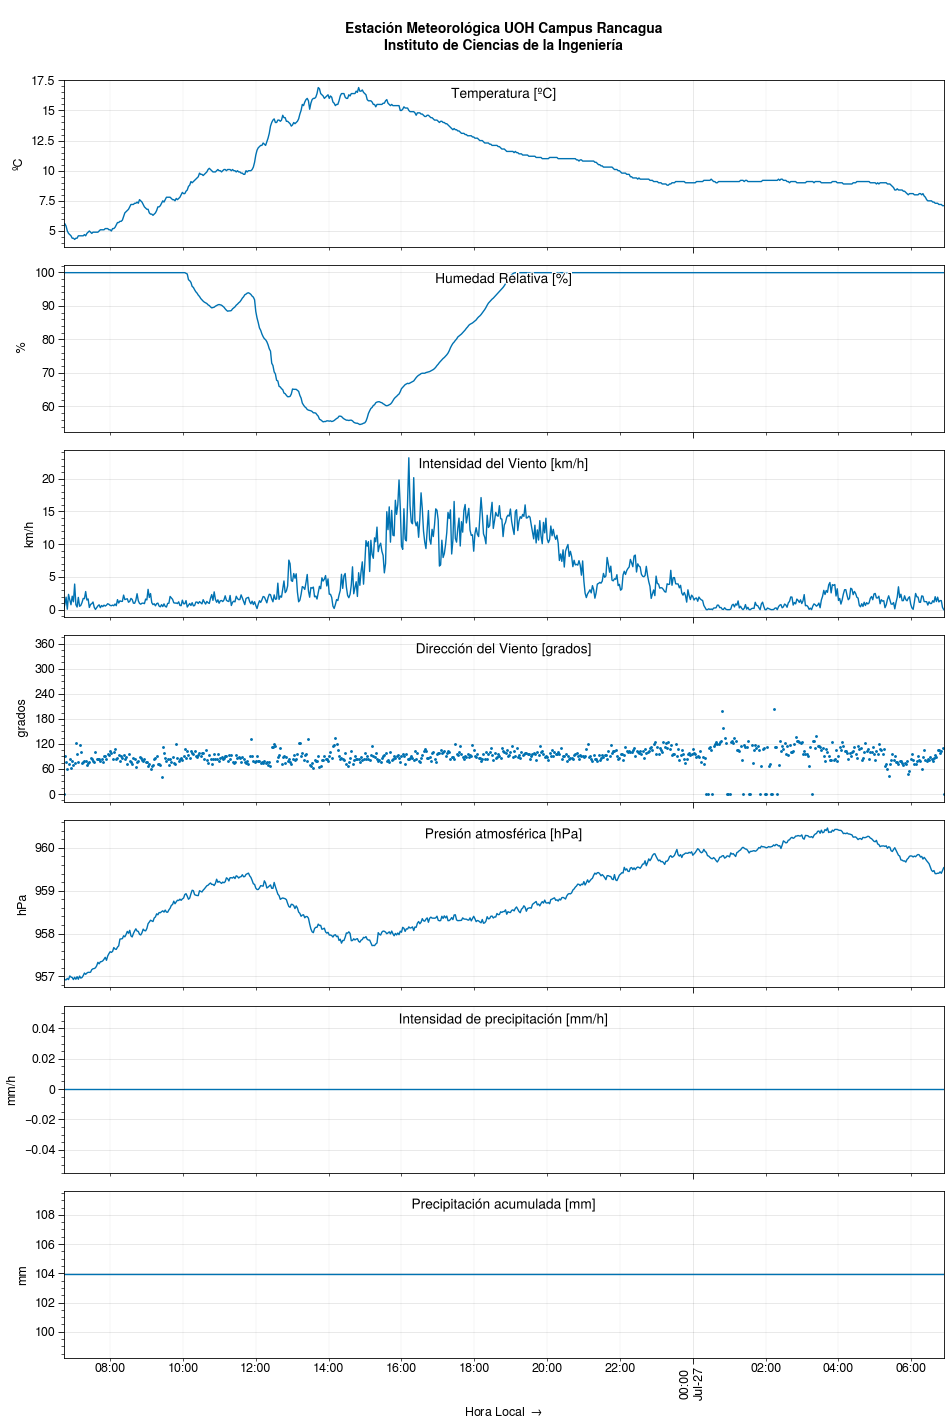 Estación Meteorológica UOH Campus Rancagua
Instituto de Ciencias de la Ingeniería
Temperatura [ºC]
ºC
17.5
15
12.5
10
7.5
5
Humedad Relativa [%]
%
100
90
80
70
60
Intensidad del Viento [km/h]
km/h
20
15
10
5
0
Dirección del Viento [grados]
grados
360
300
240
180
120
60
0
Presión atmosférica [hPa]
hPa
960
959
958
957
Intensidad de precipitación [mm/h]
mm/h
0.04
0.02
0
−0.02
−0.04
Precipitación acumulada [mm]
mm
108
106
104
102
100
08:00 10:00 12:00 14:00 16:00 18:00 20:00 22:00 00:00 02:00 04:00 06:00
Jul-27
Hora Local →